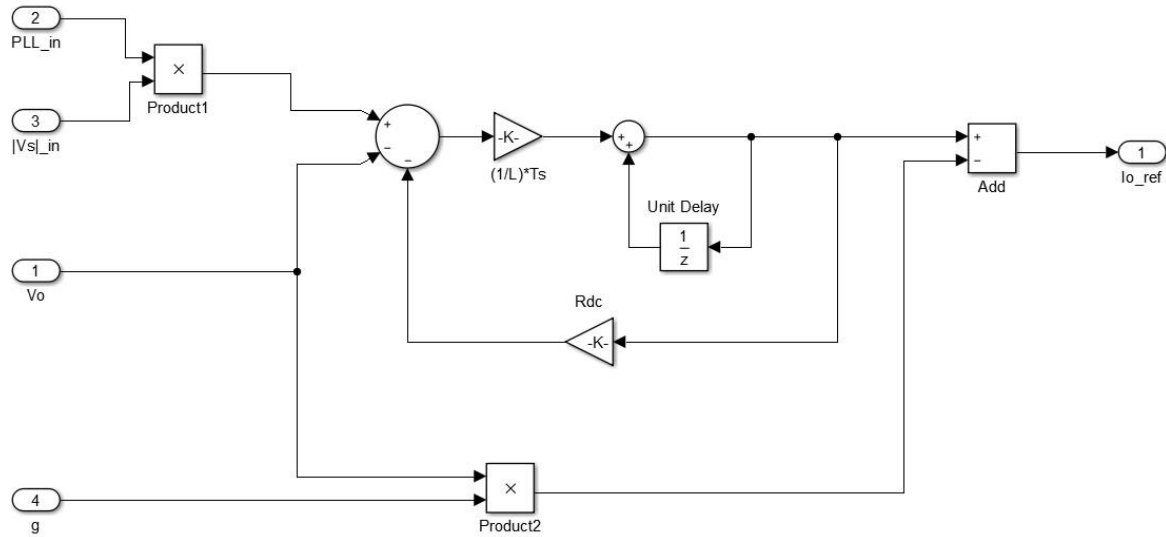 2
PLL_in
×
Product1
3
|Vs|_in
+
−
−
-K-
(1/L)*Ts
+
+
Unit Delay
1
z
+
−
Add
1
Io_ref
1
Vo
Rdc
-K-
×
Product2
4
g